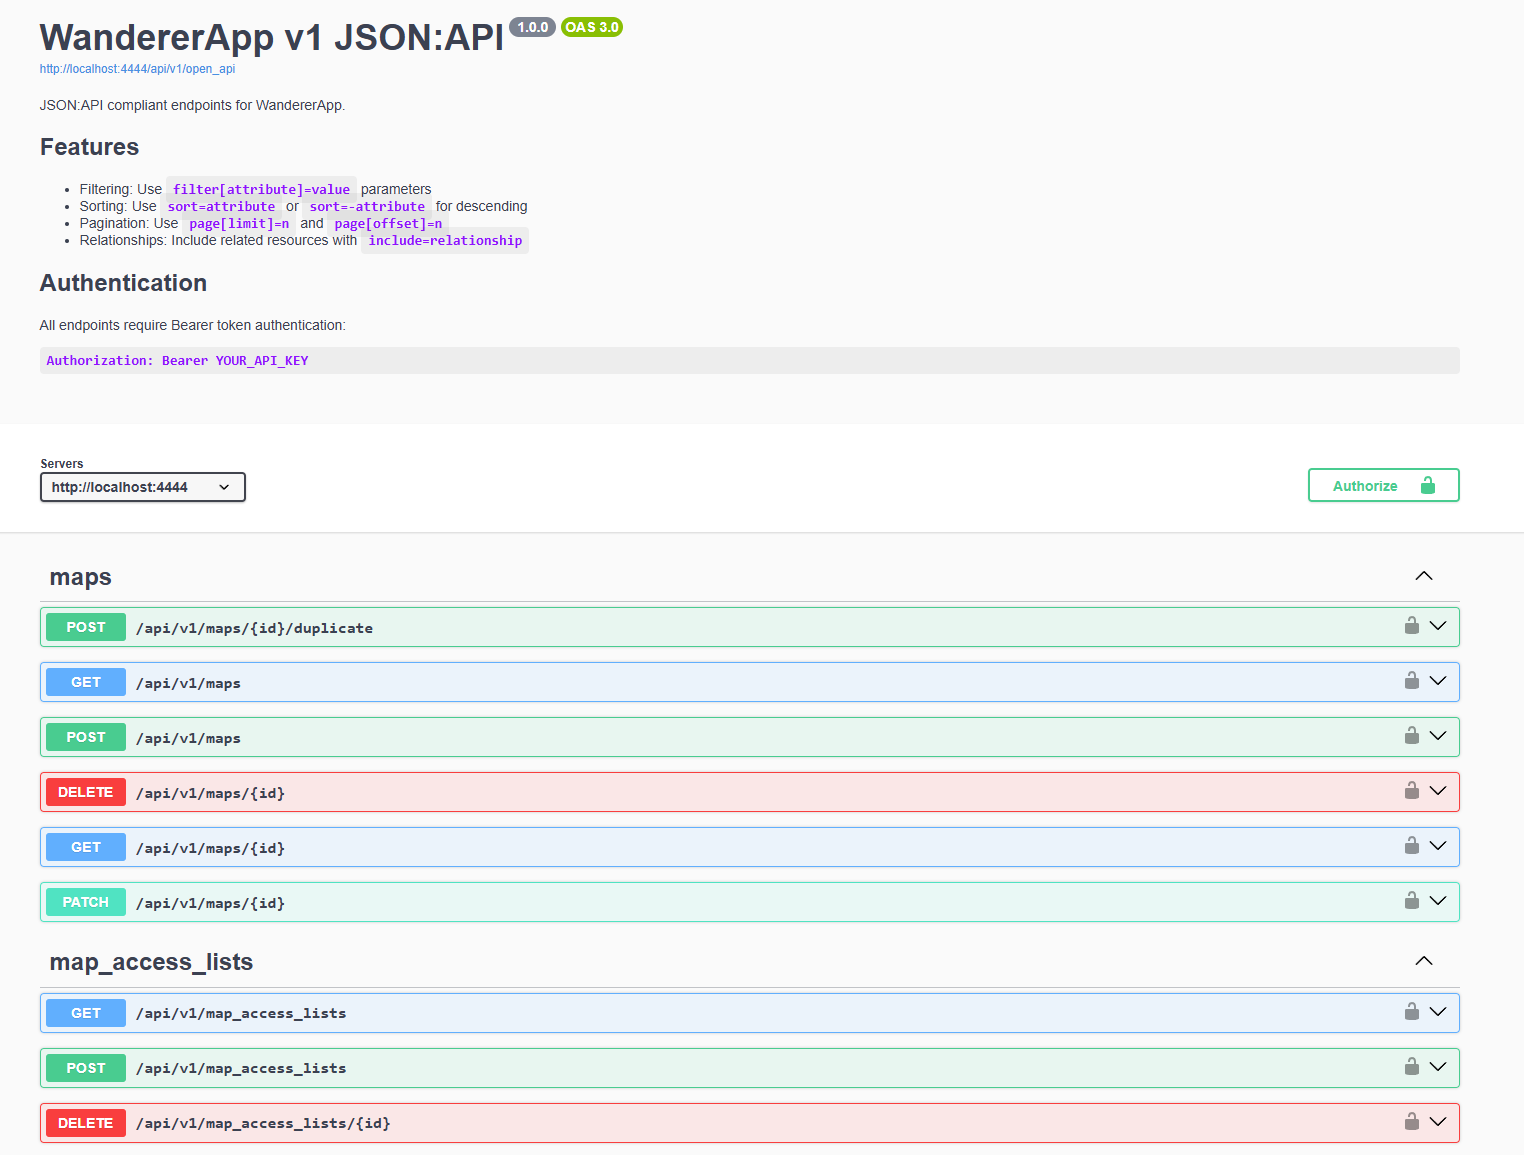 WandererApp v1 JSON:API 1.0.0 OAS 3.0
http://localhost:4444/api/v1/open_api
JSON:API compliant endpoints for WandererApp.
Features
Filtering: Use filter[attribute]=value parameters
Sorting: Use sort=attribute or sort=-attribute for descending
Pagination: Use page[limit]=n and page[offset]=n
Relationships: Include related resources with include=relationship
Authentication
All endpoints require Bearer token authentication:
Authorization: Bearer YOUR_API_KEY
Servers
http://localhost:4444
Authorize
maps
POST /api/v1/maps/{id}/duplicate
GET /api/v1/maps
POST /api/v1/maps
DELETE /api/v1/maps/{id}
GET /api/v1/maps/{id}
PATCH /api/v1/maps/{id}
map_access_lists
GET /api/v1/map_access_lists
POST /api/v1/map_access_lists
DELETE /api/v1/map_access_lists/{id}